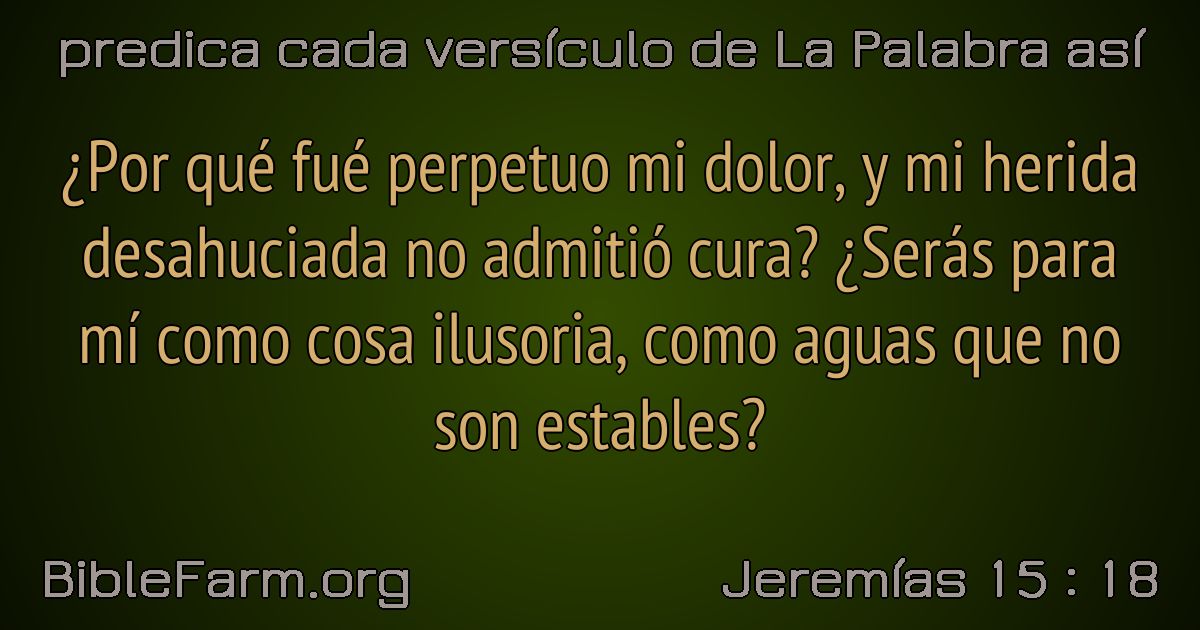 predica cada versículo de La Palabra así
¿Por qué fué perpetuo mi dolor, y mi herida
desahuciada no admitió cura? ¿Serás para
mí como cosa ilusoria, como aguas que no
son estables?
BibleFarm.org
Jeremías 15 : 18